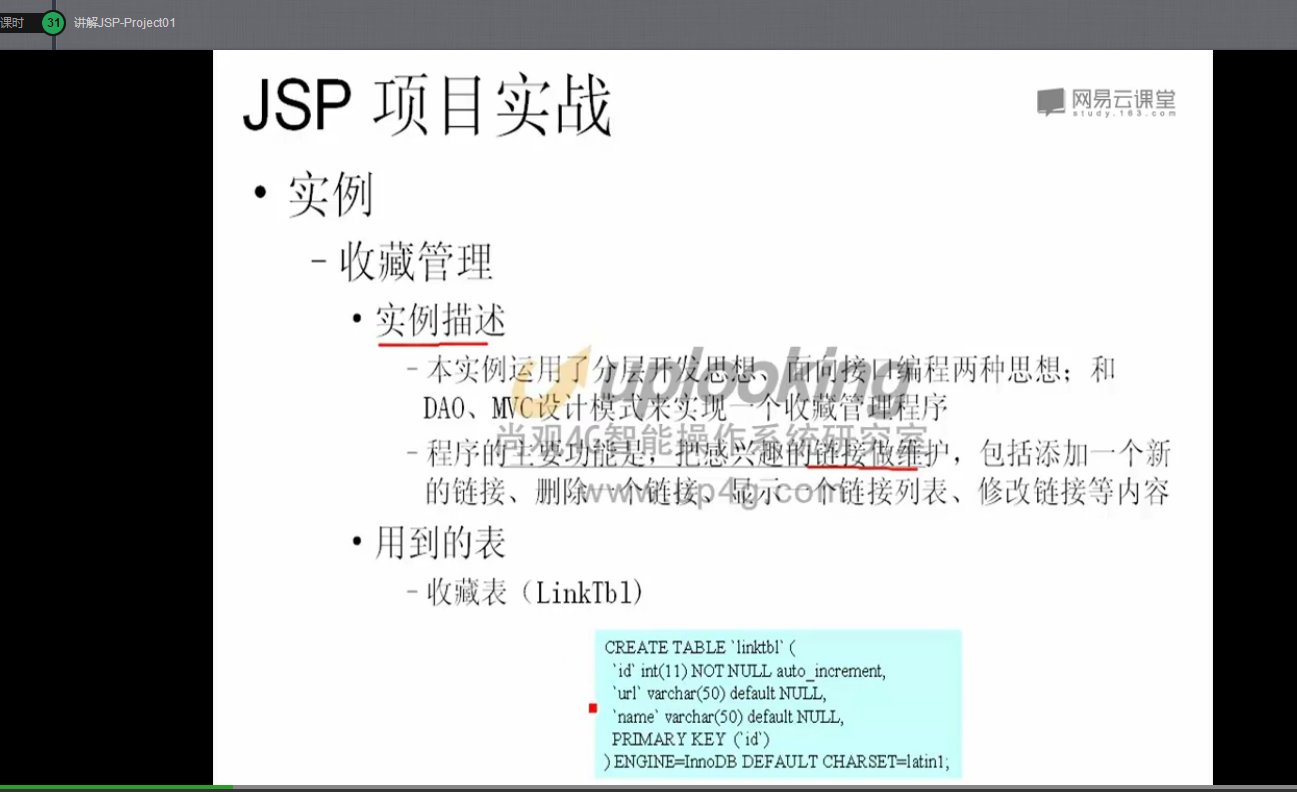 课时 31 讲解JSP-Project01
JSP 项目实战
网易云课堂
study.163.com
• 实例
– 收藏管理
• 实例描述
– 本实例运用了分层开发思想、面向接口编程两种思想；和
DAO、MVC设计模式来实现一个收藏管理程序
– 程序的主要功能是，把感兴趣的链接做维护，包括添加一个新
的链接、删除一个链接、显示一个链接列表、修改链接等内容
uplooking
尚观4G智能操作系统研究室
www.up4g.com
• 用到的表
– 收藏表（LinkTbl)
CREATE TABLE `linktbl` (
`id` int(11) NOT NULL auto_increment,
`url` varchar(50) default NULL,
`name` varchar(50) default NULL,
PRIMARY KEY (`id`)
) ENGINE=InnoDB DEFAULT CHARSET=latin1;